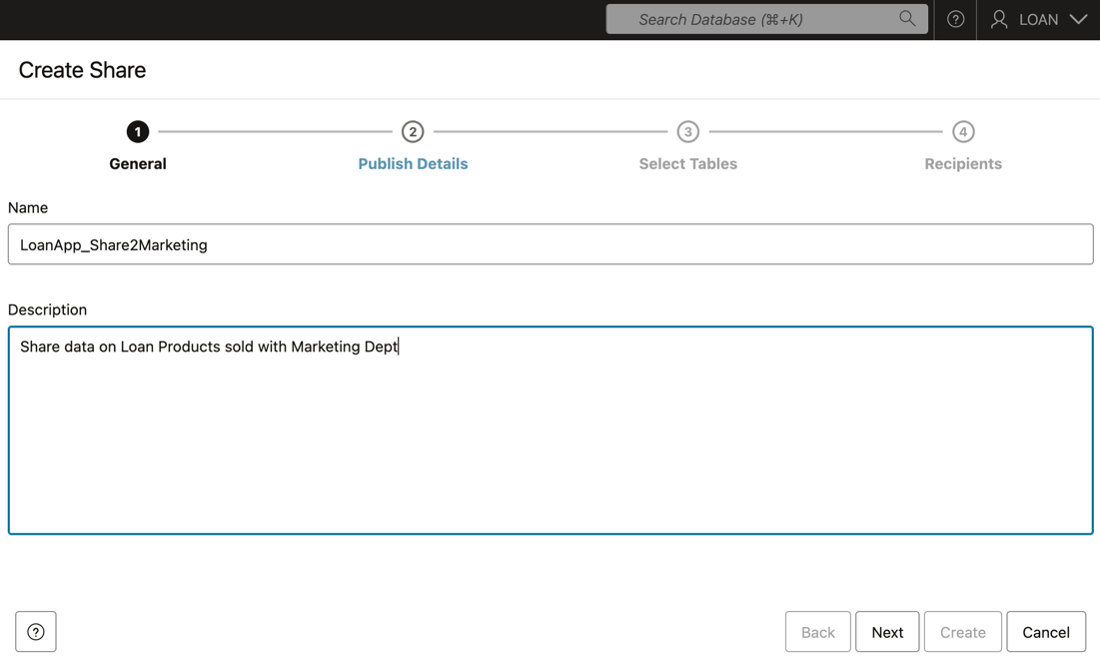 Search Database (⌘+K)
LOAN
Create Share
1 2 3 4
General Publish Details Select Tables Recipients
Name
LoanApp_Share2Marketing
Description
Share data on Loan Products sold with Marketing Dept
Back Next Create Cancel